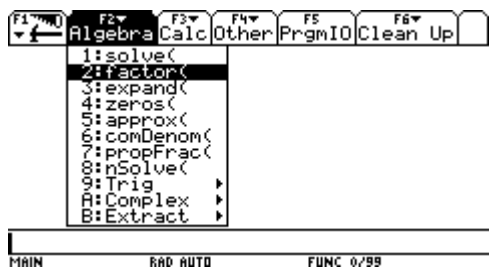 F1 F2 Algebra F3 Calc F4 Other F5 PrgmIO F6 Clean Up
1:solve(
2:factor(
3:expand(
4:zeros(
5:approx(
6:comDenom(
7:propFrac(
8:nSolve(
9:Trig
A:Complex
B:Extract
MAIN RAD AUTO FUNC 0/99